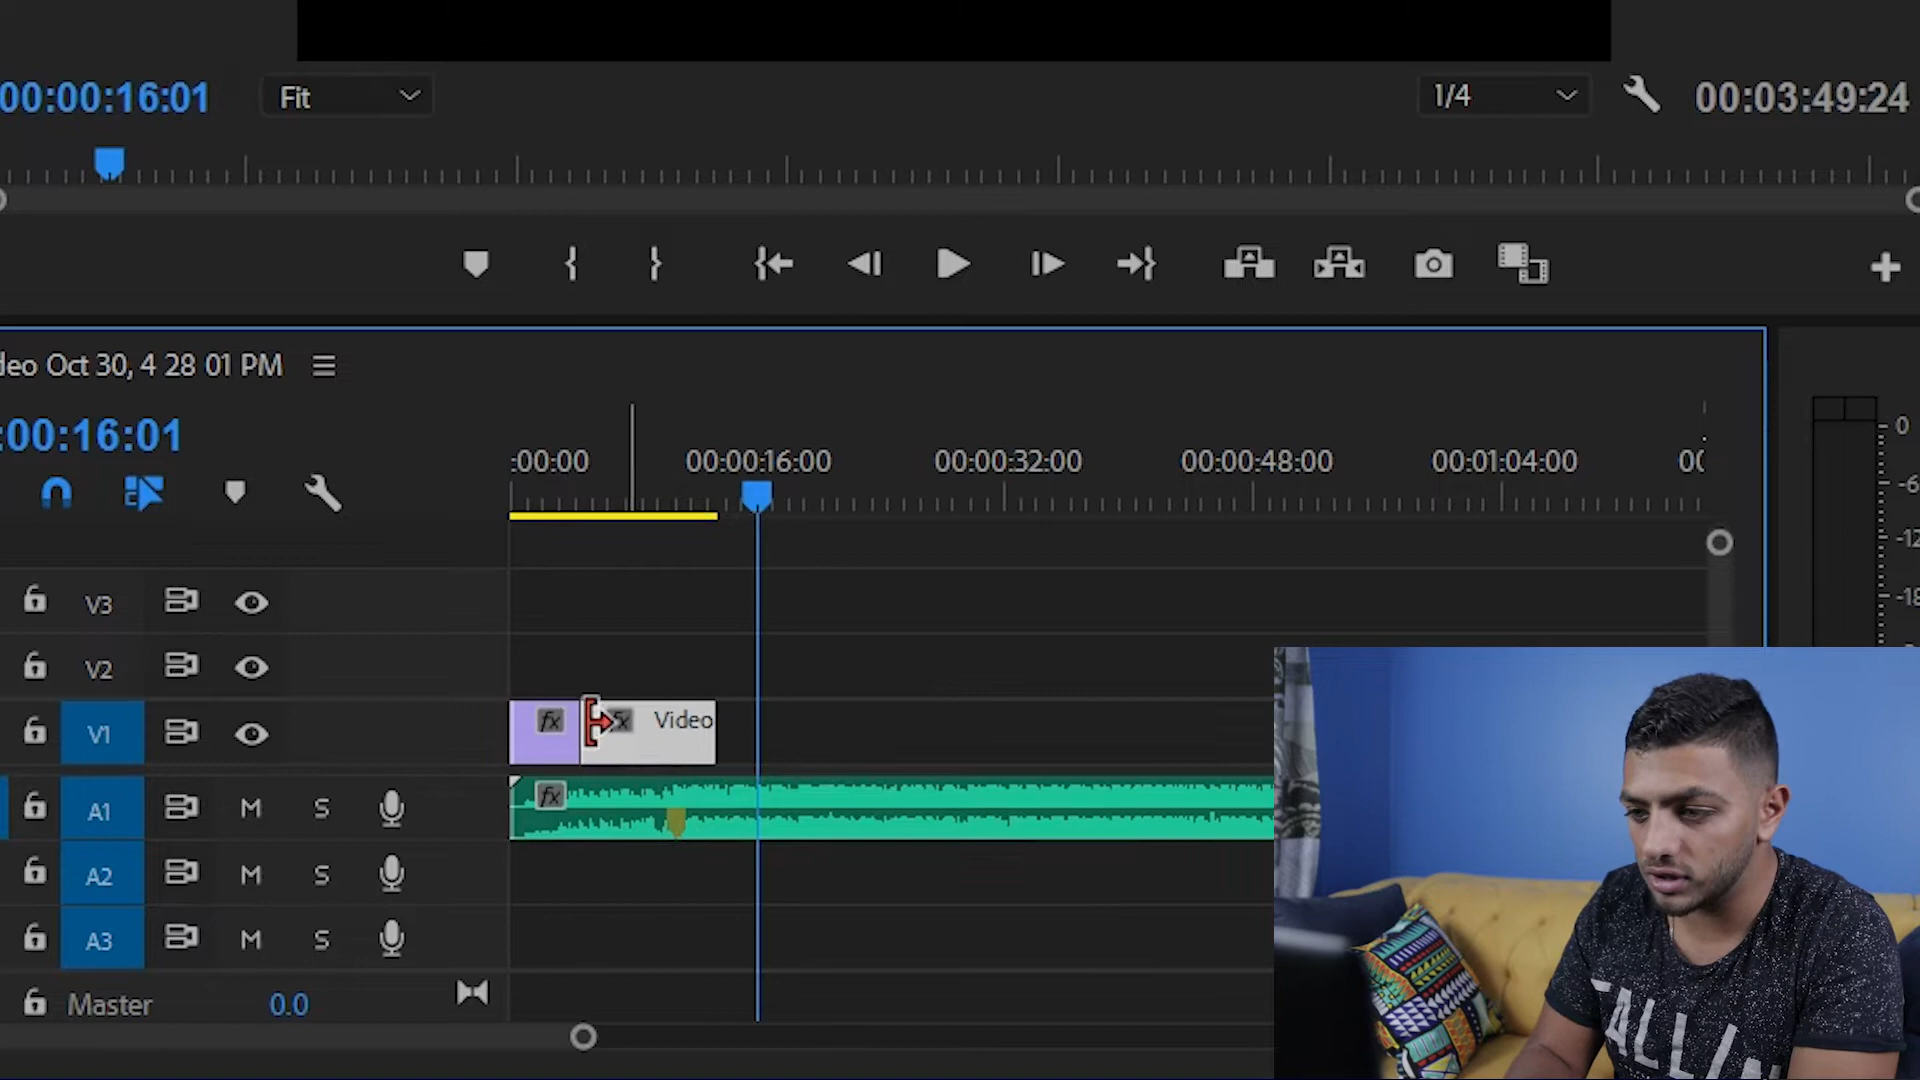 00:00:16:01 Fit 1/4 00:03:49:24
deo Oct 30, 4 28 01 PM
:00:16:01
:00:00 00:00:16:00 00:00:32:00 00:00:48:00 00:01:04:00 00
0
-6
-12
-18
V3
V2
V1 fx fx Video
A1 M S fx
A2 M S
A3 M S
Master 0.0
FALL/N